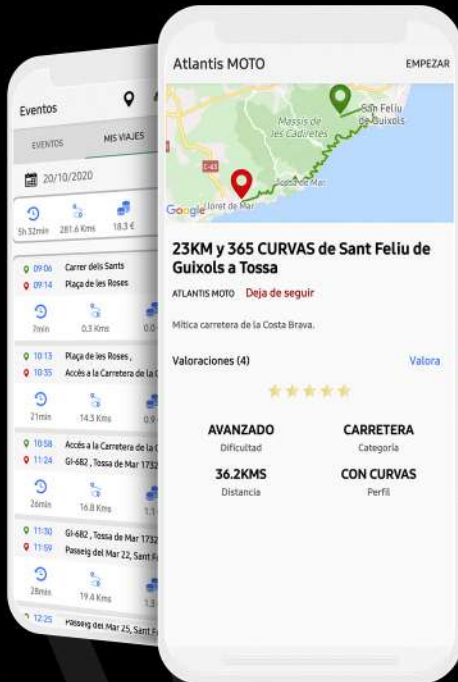 Eventos
EVENTOS MIS VIAJES
20/10/2020
5h 32min 281.6 Kms 18.3 €
09:06 Carrer dels Sants
09:14 Plaça de les Roses
7min 0.3 Kms
10:13 Plaça de les Roses ,
10:35 Accés a la Carretera de la
21min 14.3 Kms
10:58 Accés a la Carretera de la
11:24 GI-682 , Tossa de Mar 1732
26min 16.8 Kms
11:30 GI-682 , Tossa de Mar 1732
11:59 Passeig del Mar 22, Sant F
28min 19.4 Kms
12:25 Passeig del Mar 25, Sant F
Atlantis MOTO EMPEZAR
Massís de
les Cadiretes
San Feliu
de Guíxols
C-63
Tossa de Mar
Google Lloret de Mar
23KM y 365 CURVAS de Sant Feliu de
Guixols a Tossa
ATLANTIS MOTO Deja de seguir
Mítica carretera de la Costa Brava.
Valoraciones (4) Valora
AVANZADO CARRETERA
Dificultad Categoría
36.2KMS CON CURVAS
Distancia Perfil